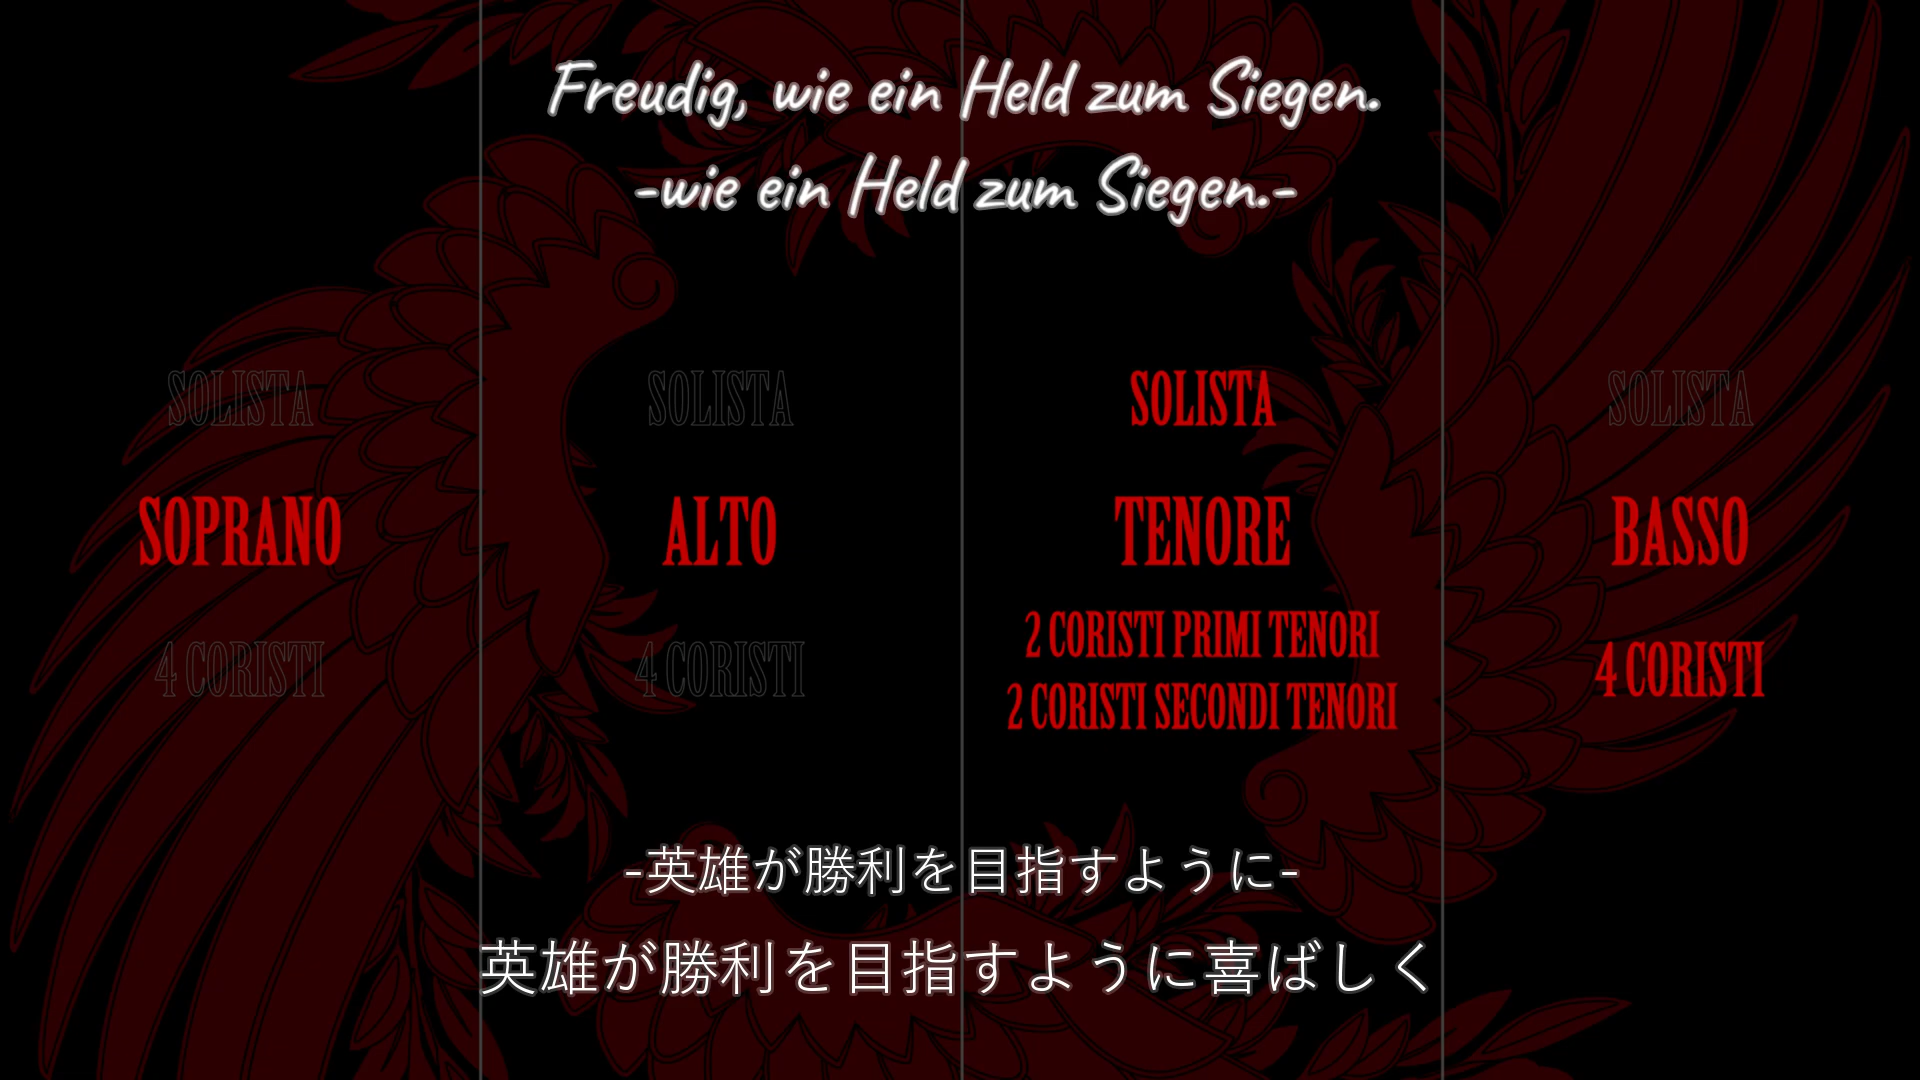 Freudig, wie ein Held zum Siegen.
-wie ein Held zum Siegen.-
SOLISTA
SOLISTA
SOLISTA
SOLISTA
SOPRANO
ALTO
TENORE
BASSO
4 CORISTI
4 CORISTI
2 CORISTI PRIMI TENORI
2 CORISTI SECONDI TENORI
4 CORISTI
-英雄が勝利を目指すように-
英雄が勝利を目指すように喜ばしく